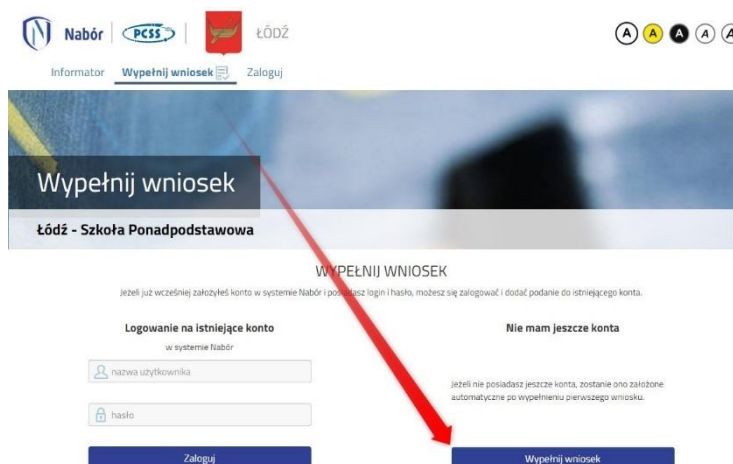 Nabór PCSS ŁÓDŹ
A A A A A
Informator Wypełnij wniosek Zaloguj
Wypełnij wniosek
Łódź - Szkoła Ponadpodstawowa
WYPEŁNIJ WNIOSEK
Jeżeli już wcześniej założyłeś konto w systemie Nabór i posiadasz login i hasło, możesz się zalogować i dodać podanie do istniejącego konta.
Logowanie na istniejące konto
w systemie Nabór
nazwa użytkownika
hasło
Zaloguj
Nie mam jeszcze konta
Jeżeli nie posiadasz jeszcze konta, zostanie ono założone
automatyczne po wypełnieniu pierwszego wniosku.
Wypełnij wniosek